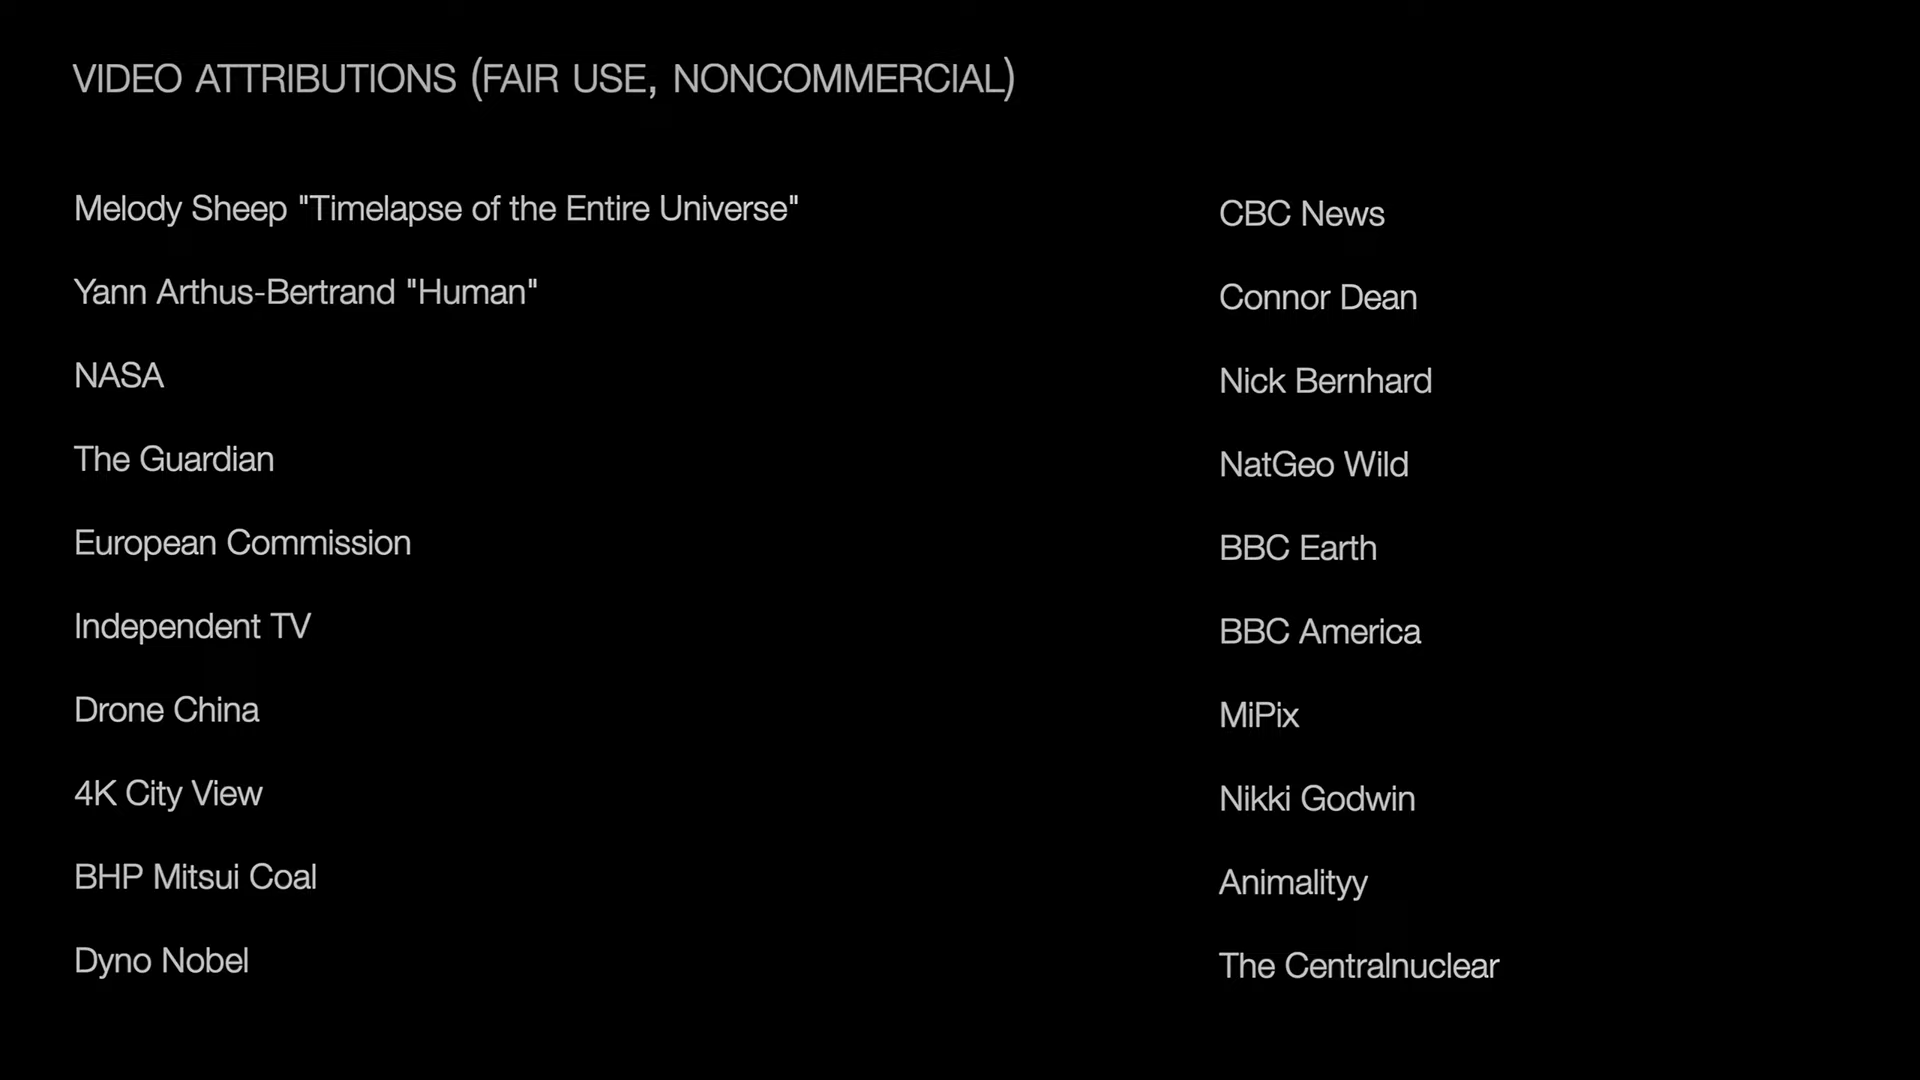 VIDEO ATTRIBUTIONS (FAIR USE, NONCOMMERCIAL)
Melody Sheep "Timelapse of the Entire Universe"
Yann Arthus-Bertrand "Human"
NASA
The Guardian
European Commission
Independent TV
Drone China
4K City View
BHP Mitsui Coal
Dyno Nobel
CBC News
Connor Dean
Nick Bernhard
NatGeo Wild
BBC Earth
BBC America
MiPix
Nikki Godwin
Animalityy
The Centralnuclear